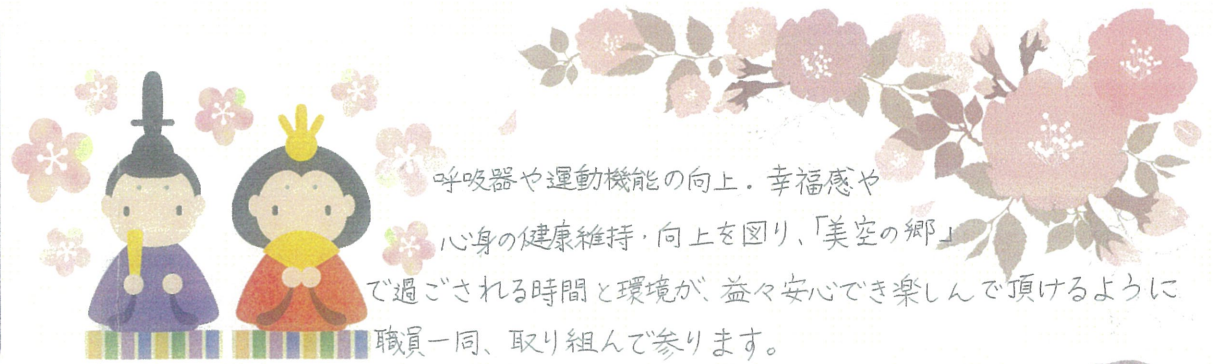 呼吸器や運動機能の向上・幸福感や
心身の健康維持・向上を図り、「美空の郷」
で過ごされる時間と環境が、益々安心でき楽しんで頂けるように
職員一同、取り組んで参ります。